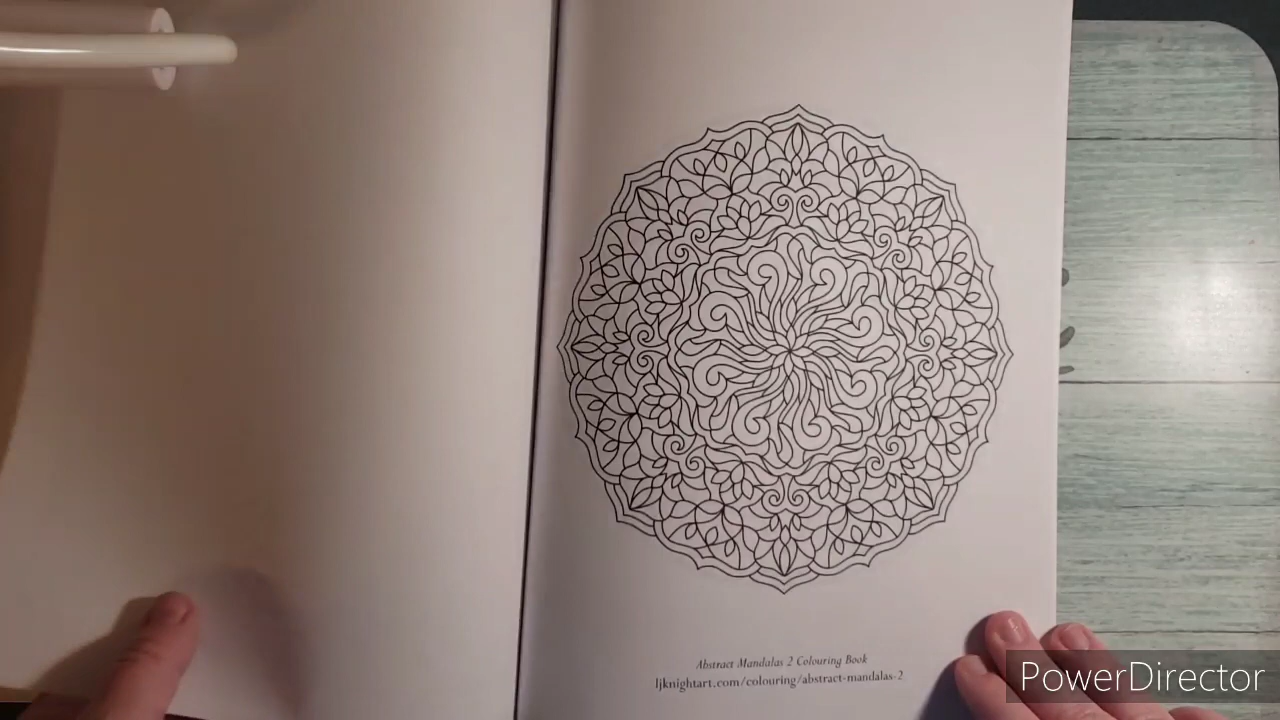 Abstract Mandalas 2 Colouring Book
ljknightart.com/colouring/abstract-mandalas-2
PowerDirector